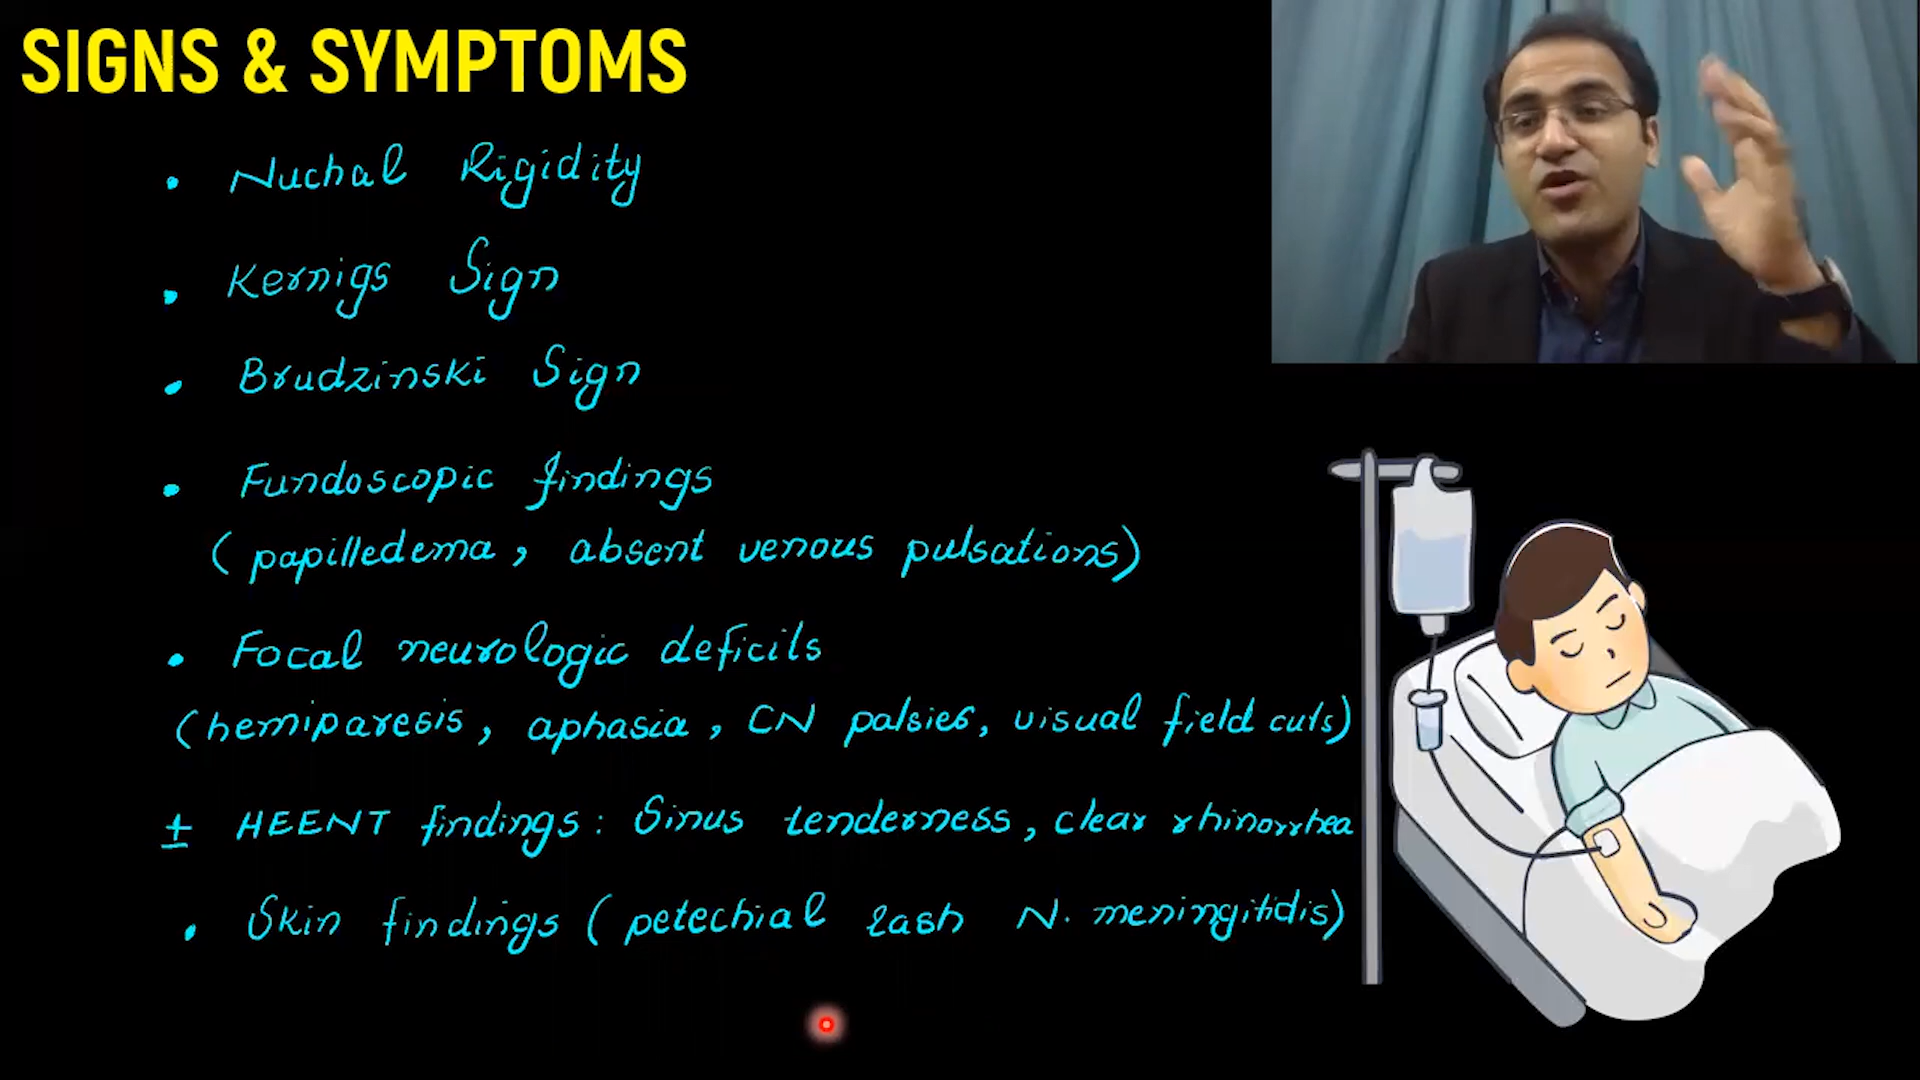 SIGNS & SYMPTOMS
• Nuchal Rigidity
• Kernigs Sign
• Brudzinski Sign
• Fundoscopic findings
(papilledema, absent venous pulsations)
• Focal neurologic deficits
(hemiparesis, aphasia, CN palsies, visual field cuts)
± HEENT findings: Sinus tenderness, clear rhinorrhea
• Skin findings (petechial rash N. meningitidis)